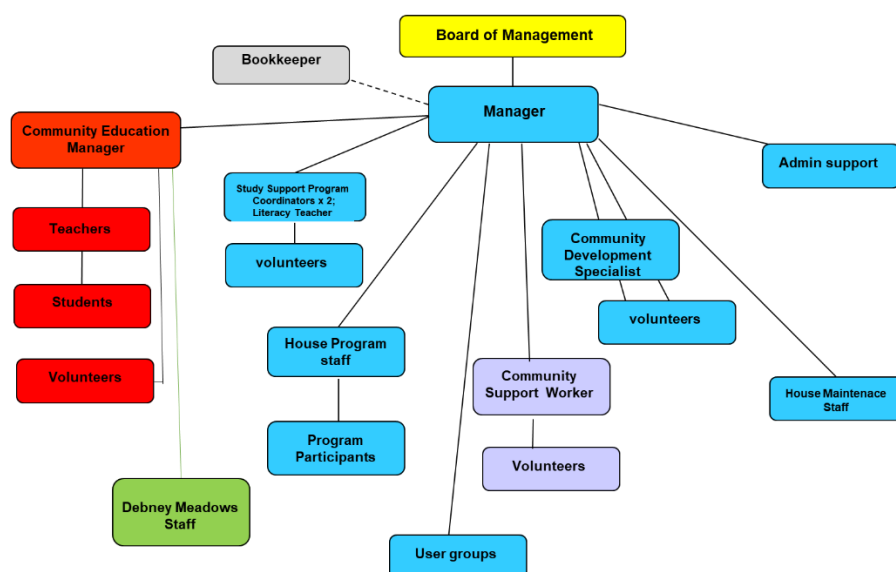 Board of Management
Bookkeeper
Manager
Community Education
Manager
Admin support
Study Support Program
Coordinators x 2;
Literacy Teacher
Teachers
volunteers
Community
Development
Specialist
Students
volunteers
House Program
staff
Volunteers
Community
Support Worker
House Maintenace
Staff
Program
Participants
Volunteers
Debney Meadows
Staff
User groups